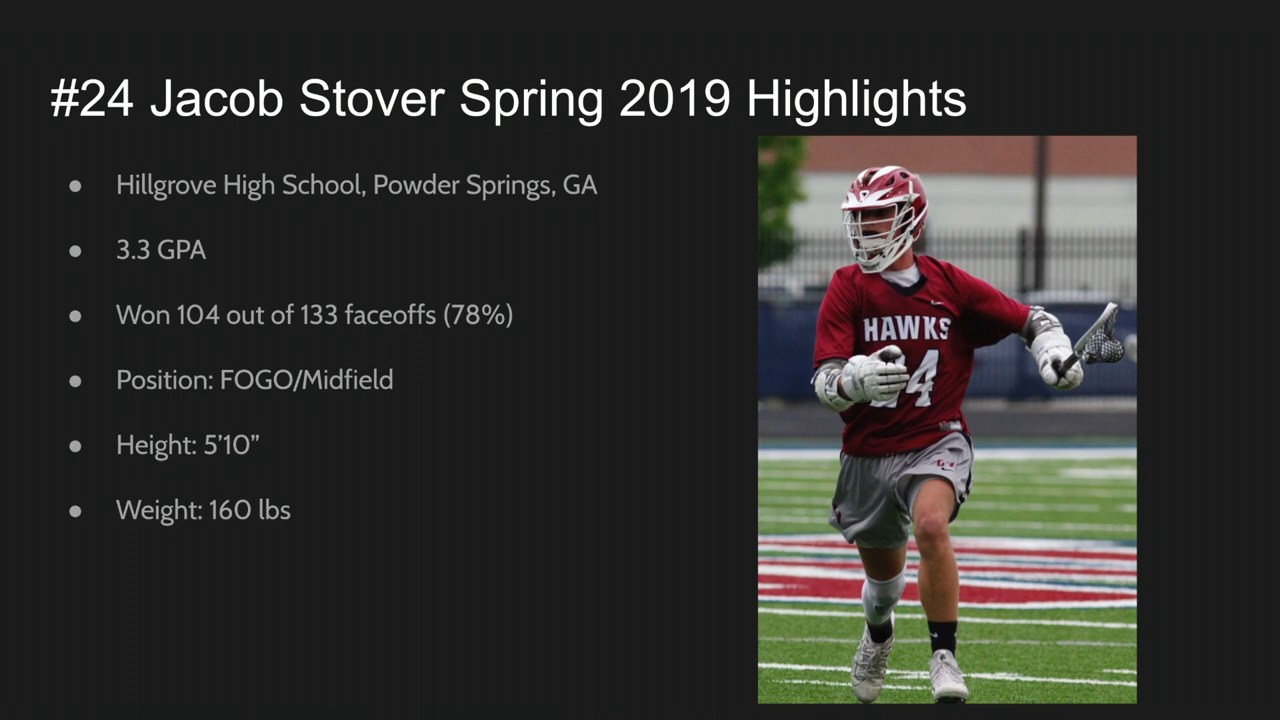 #24 Jacob Stover Spring 2019 Highlights
● Hillgrove High School, Powder Springs, GA
● 3.3 GPA
● Won 104 out of 133 faceoffs (78%)
● Position: FOGO/Midfield
● Height: 5’10”
● Weight: 160 lbs
HAWKS
24